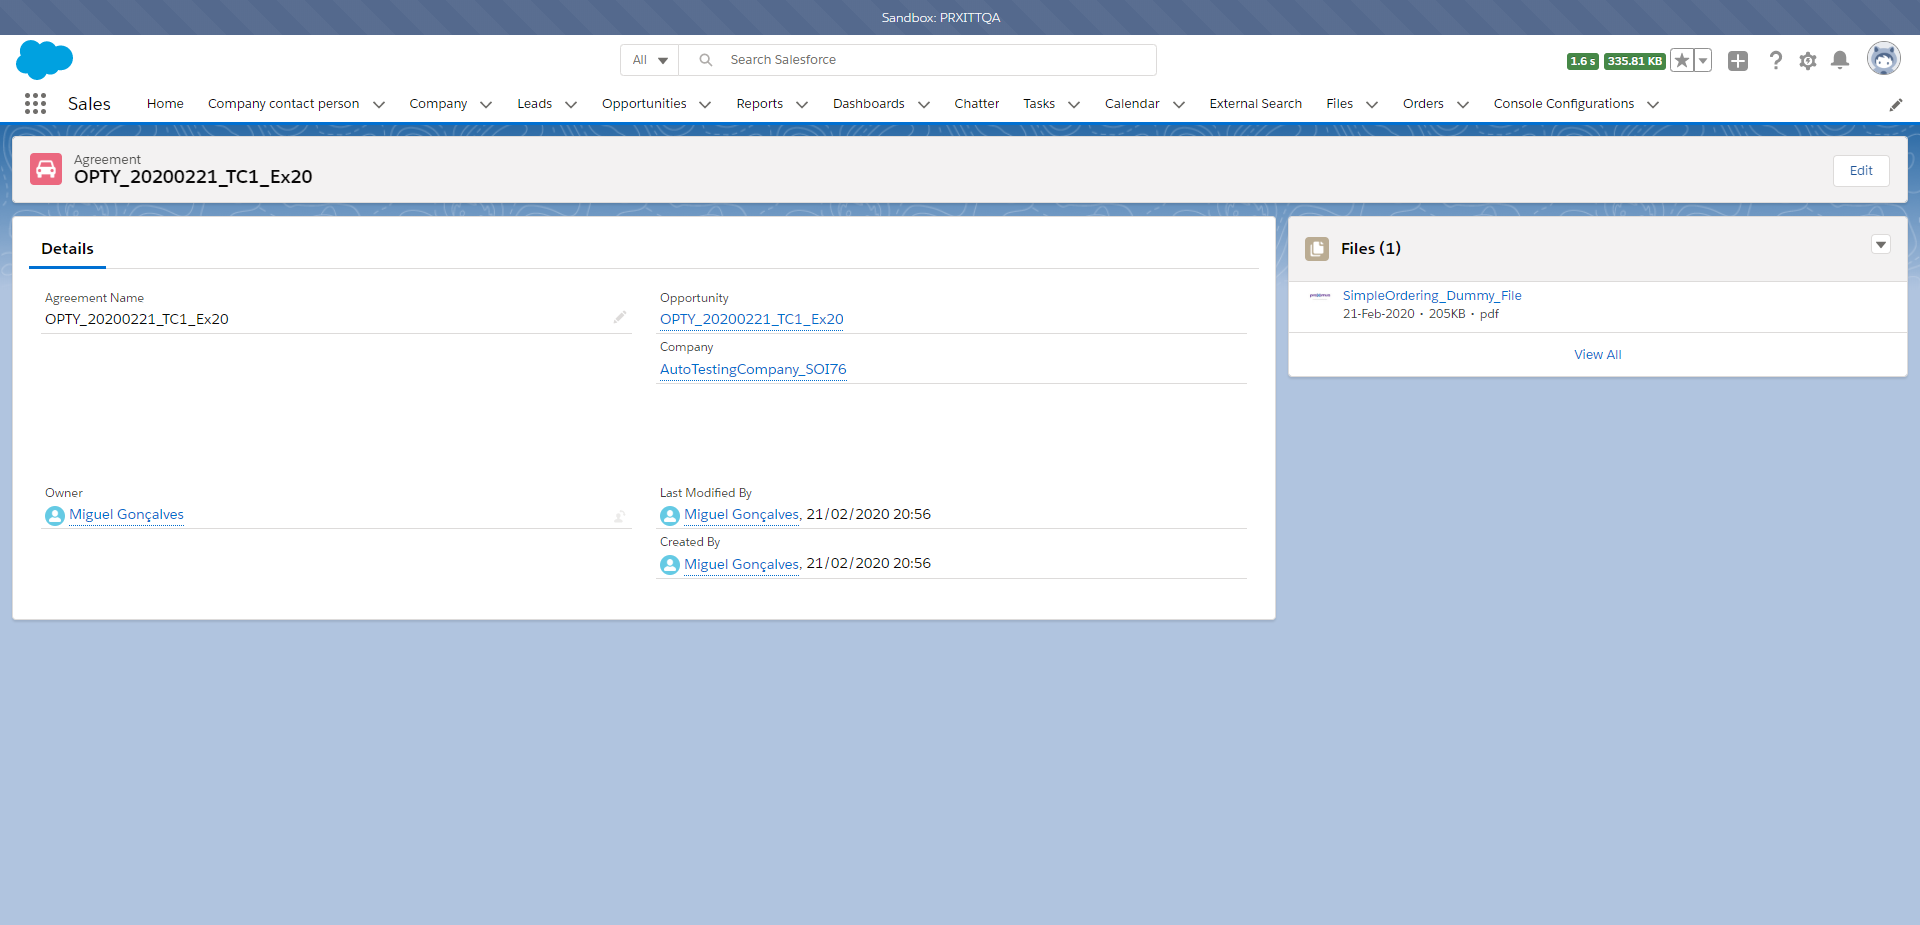 Sandbox: PRXITTQA
All Search Salesforce 1.6 s 335.81 KB
Sales Home Company contact person Company Leads Opportunities Reports Dashboards Chatter Tasks Calendar External Search Files Orders Console Configurations
Agreement
OPTY_20200221_TC1_Ex20
Edit
Details
Agreement Name
OPTY_20200221_TC1_Ex20
Opportunity
OPTY_20200221_TC1_Ex20
Company
AutoTestingCompany_SOI76
Owner
Miguel Gonçalves
Last Modified By
Miguel Gonçalves, 21/02/2020 20:56
Created By
Miguel Gonçalves, 21/02/2020 20:56
Files (1)
SimpleOrdering_Dummy_File
21-Feb-2020 • 205KB • pdf
View All